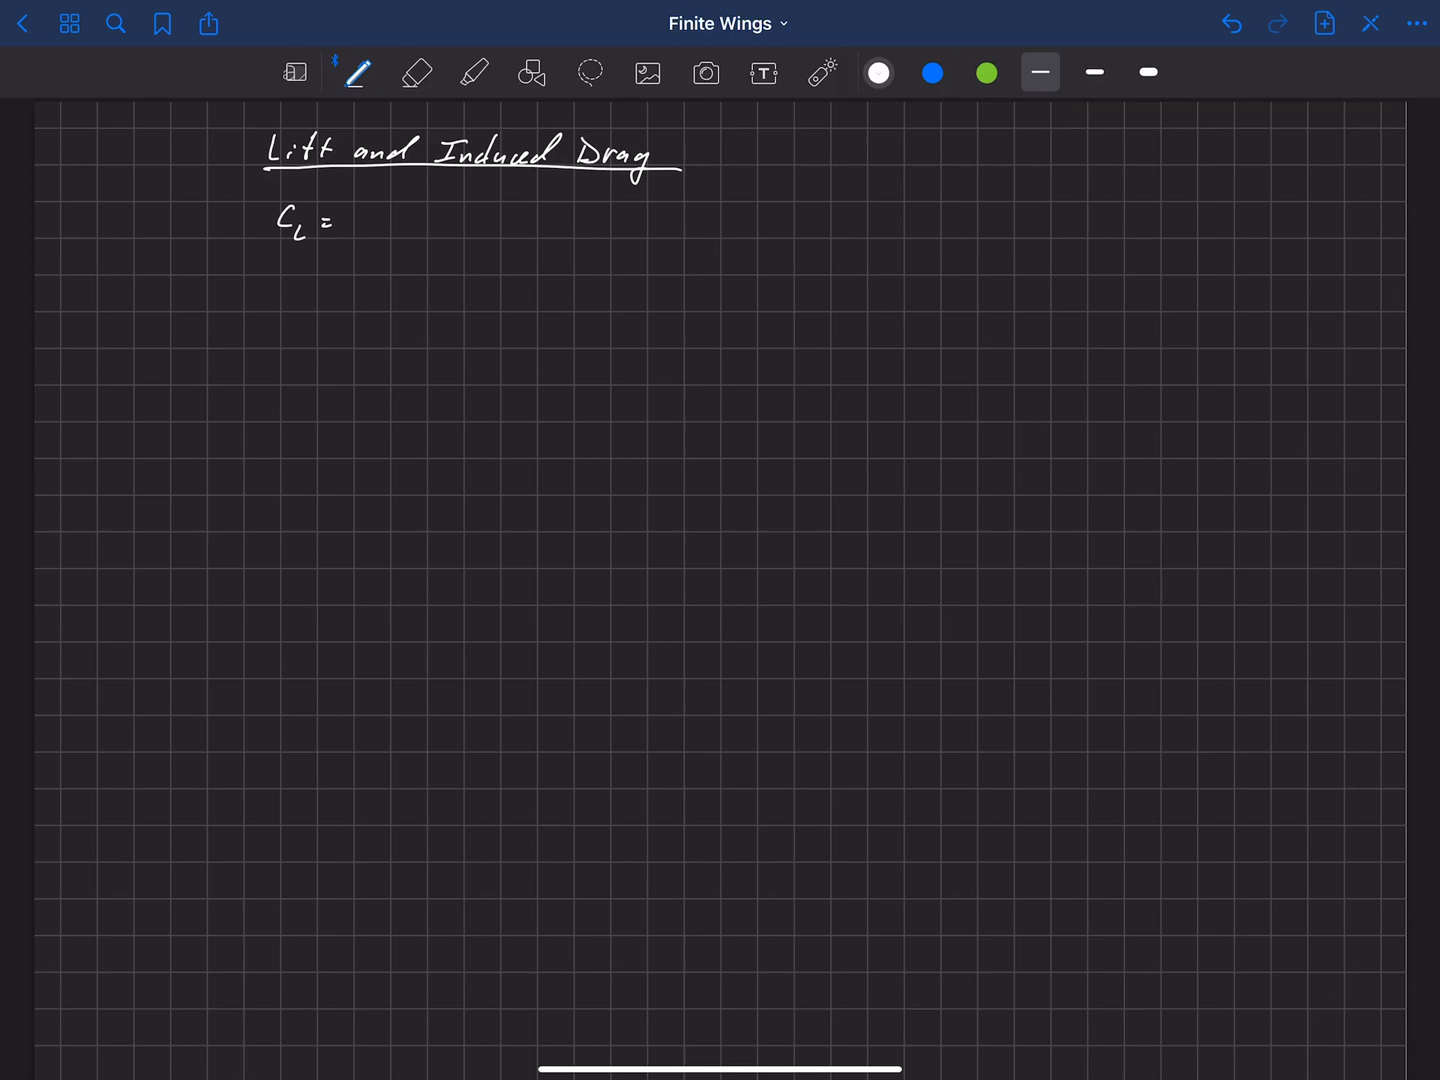 Finite Wings
T
Lift and Induced Drag
C_L =